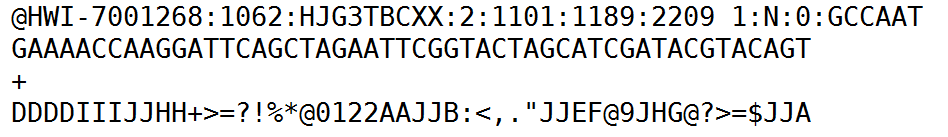 @HWI-7001268:1062:HJG3TBCXX:2:1101:1189:2209 1:N:0:GCCAAT
GAAAACCAAGGATTCAGCTAGAATTCGGTACTAGCATCGATACGTACAGT
+
DDDDIIIJJHH+>=?!%*@0122AAJJB:<,."JJEF@9JHG@?>=$JJA